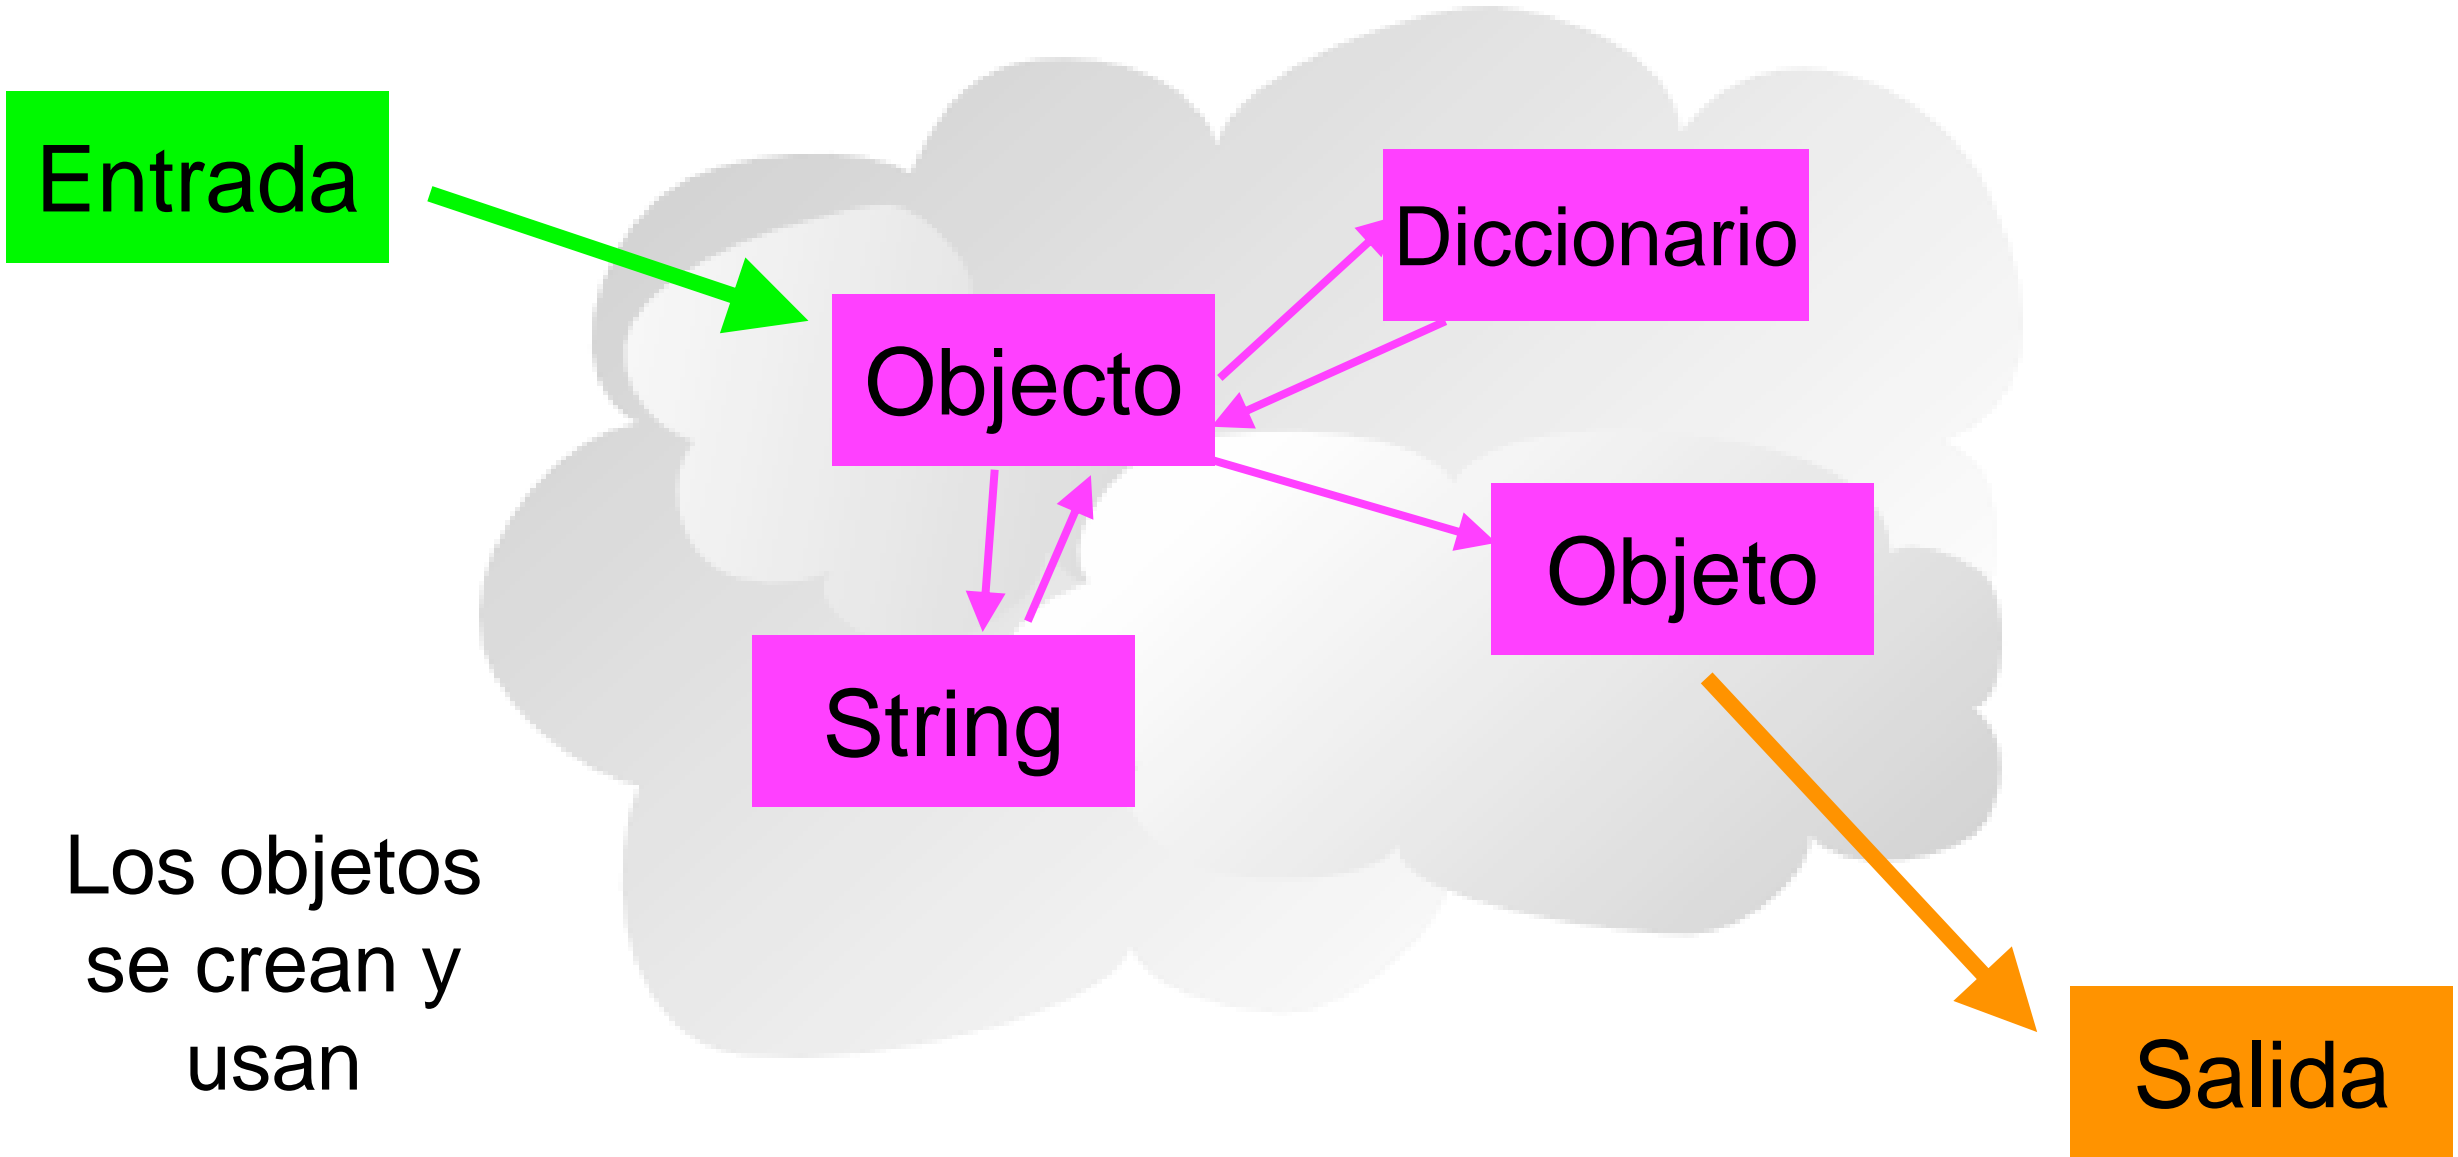 Entrada
Diccionario
Objecto
Objeto
String
Los objetos
se crean y
usan
Salida